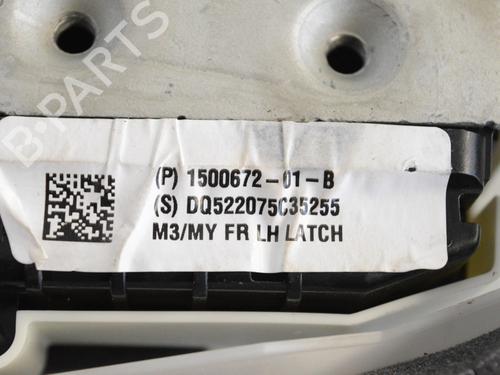 B-PARTS
(P) 1500672-01-B
(S) DQ522075C35255
M3/MY FR LH LATCH